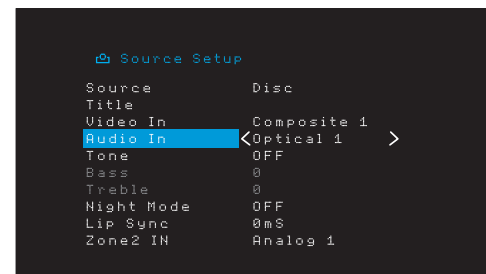 Source Setup
Source Disc
Title
Video In Composite 1
Audio In <Optical 1 >
Tone OFF
Bass 0
Treble 0
Night Mode OFF
Lip Sync 0mS
Zone2 IN Analog 1